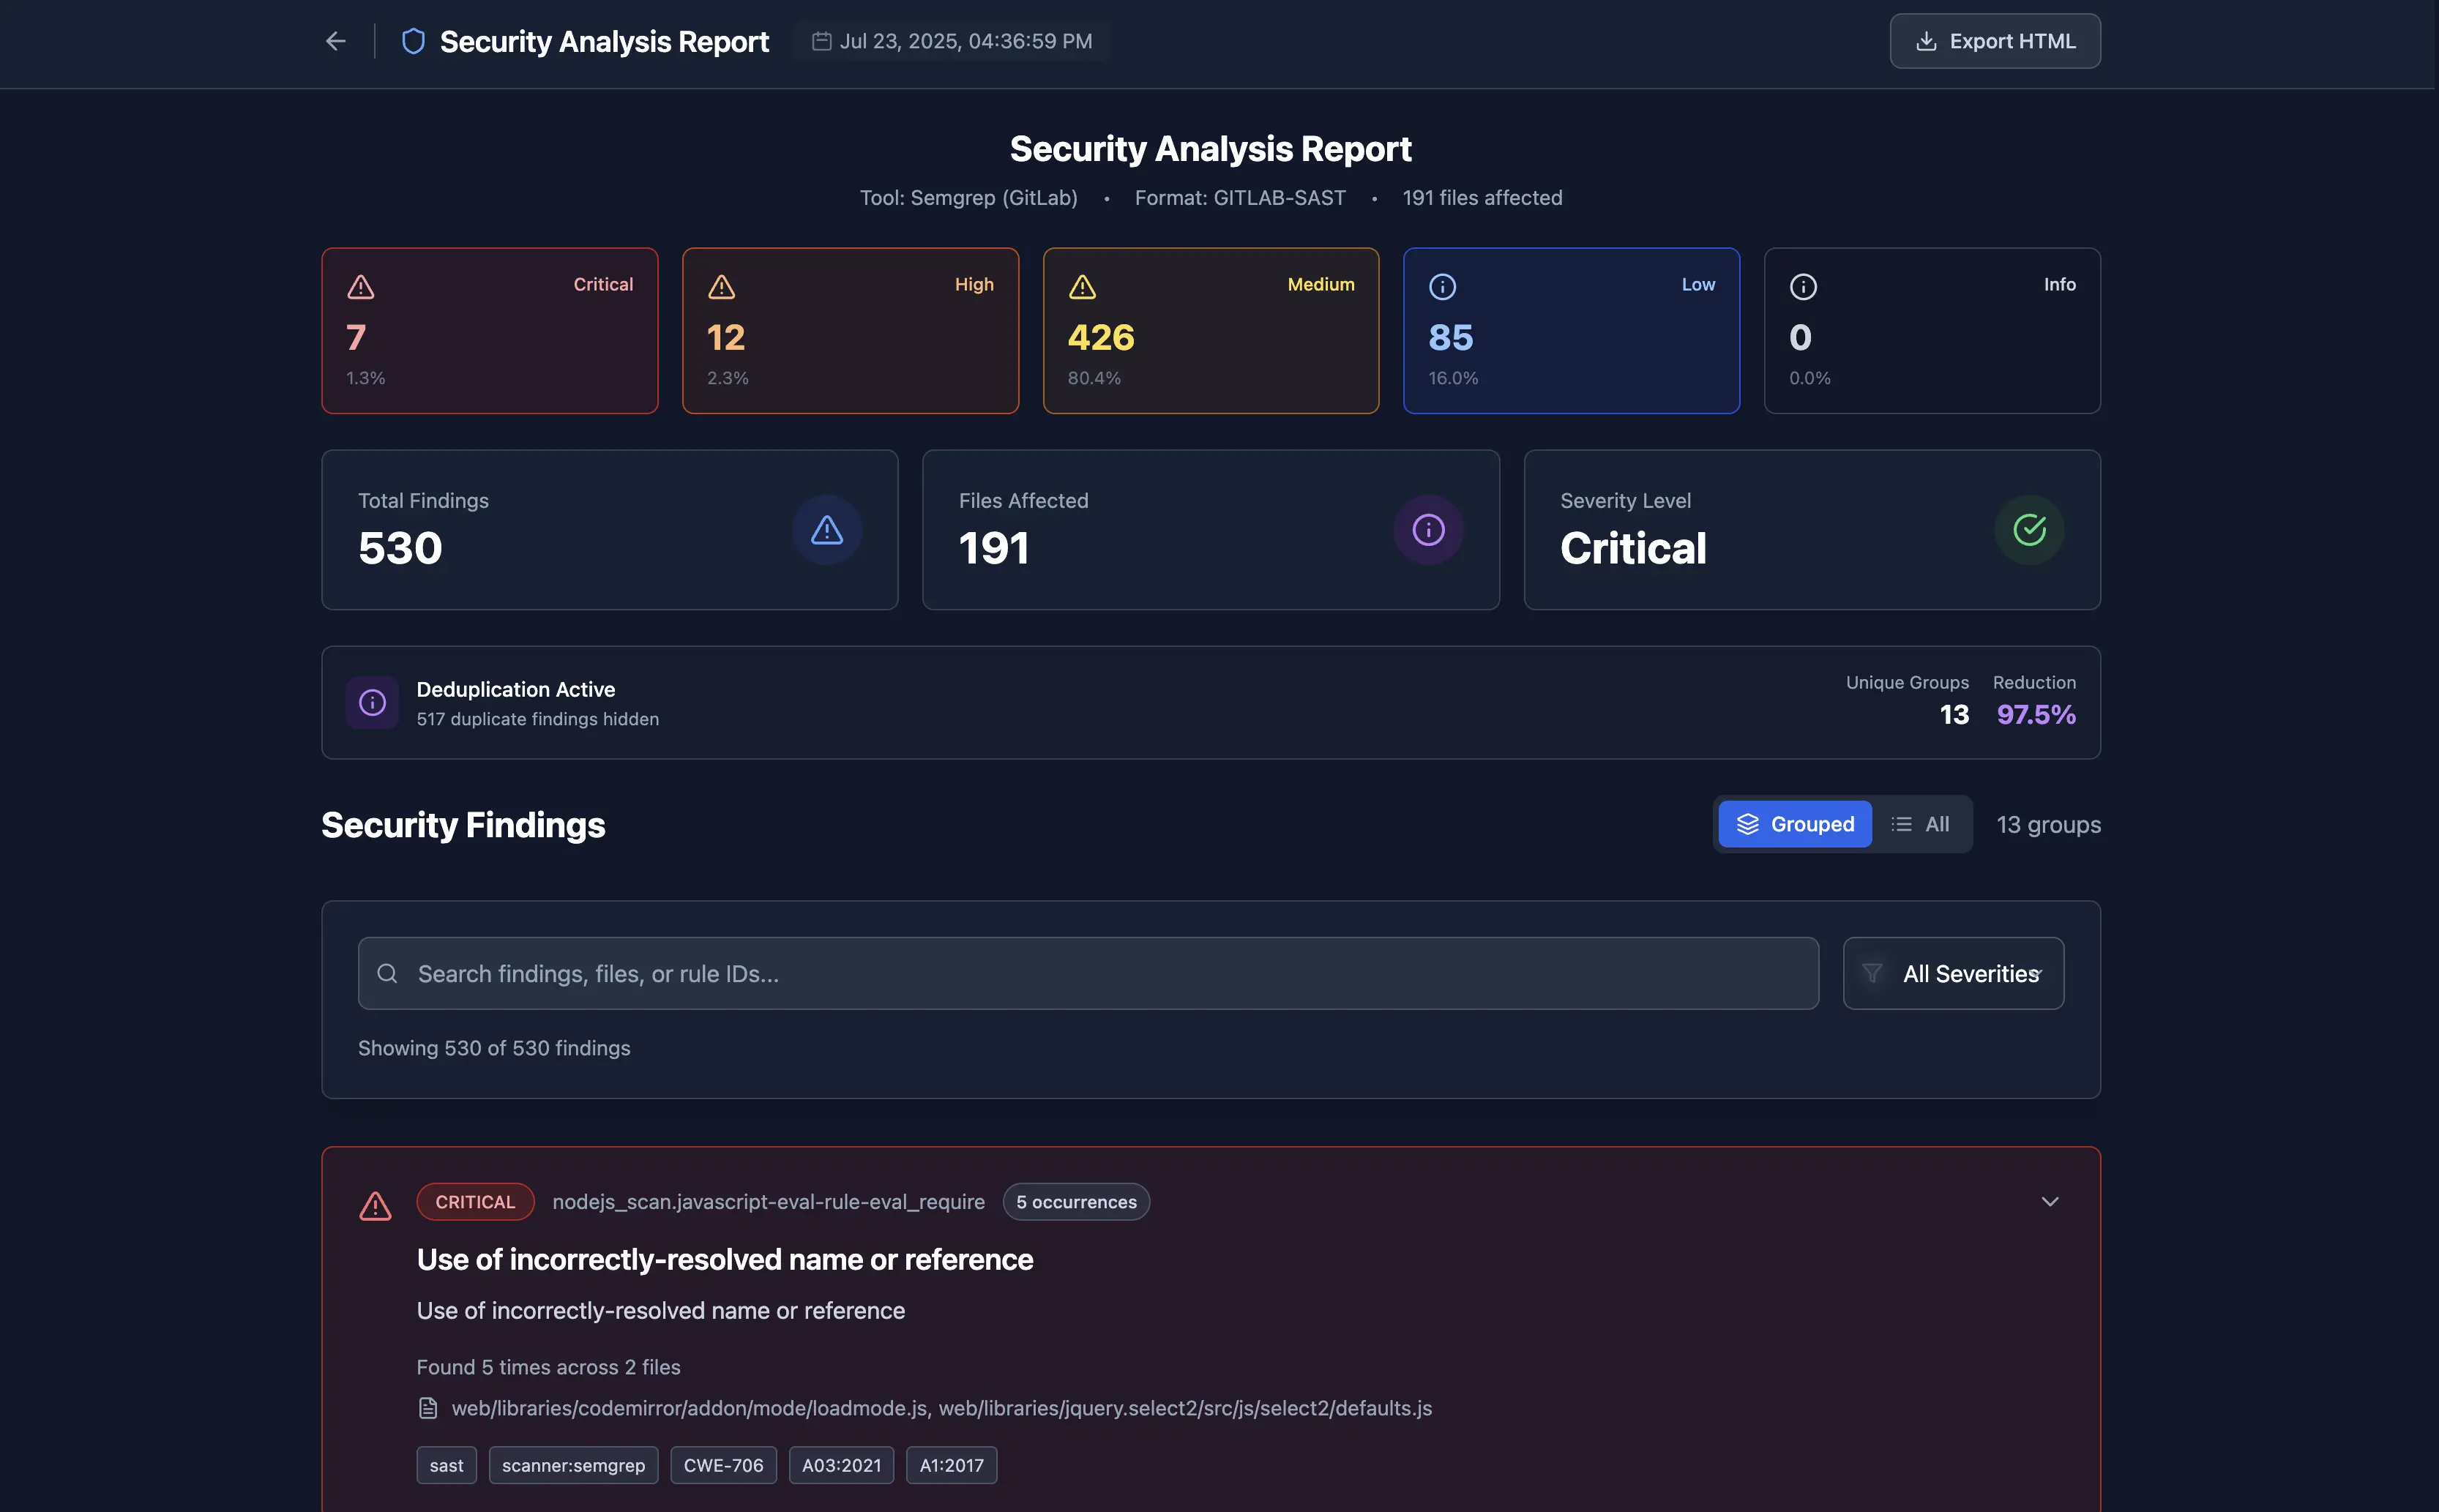 Security Analysis Report
Jul 23, 2025, 04:36:59 PM
Export HTML
Security Analysis Report
Tool: Semgrep (GitLab) • Format: GITLAB-SAST • 191 files affected
Critical
7
1.3%
High
12
2.3%
Medium
426
80.4%
Low
85
16.0%
Info
0
0.0%
Total Findings
530
Files Affected
191
Severity Level
Critical
Deduplication Active
517 duplicate findings hidden
Unique Groups
13
Reduction
97.5%
Security Findings
Grouped
All
13 groups
Search findings, files, or rule IDs...
All Severities
Showing 530 of 530 findings
CRITICAL
nodejs_scan.javascript-eval-rule-eval_require
5 occurrences
Use of incorrectly-resolved name or reference
Use of incorrectly-resolved name or reference
Found 5 times across 2 files
web/libraries/codemirror/addon/mode/loadmode.js, web/libraries/jquery.select2/src/js/select2/defaults.js
sast
scanner:semgrep
CWE-706
A03:2021
A1:2017